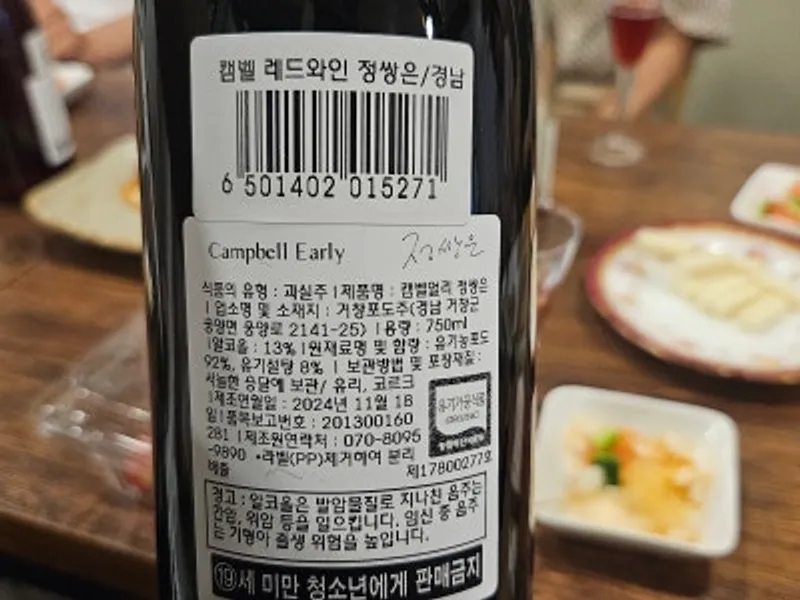 캠벨 레드와인 정쌍은/경남
6 501402 015271
Campbell Early 정쌍은
식품의 유형 : 과실주 | 제품명 : 캠벨얼리 정쌍은
| 업소명 및 소재지 : 거창포도주(경남 거창군
웅양면 웅양로 2141-25) | 용량 : 750ml
|알코올 : 13% |원재료명 및 함량 : 유기농포도
92%, 유기설탕 8% | 보관방법 및 포장재질 :
서늘한 응달에 보관/ 유리, 코르크
|제조연월일 : 2024년 11월 18
일|품목보고번호 : 201300160
281 |제조원연락처 : 070-8095
-9890 •라벨(PP)제거하여 분리
배출
유기가공식품
(ORGANIC)
농림축산식품부
제17800277호
경고 : 알코올은 발암물질로 지나친 음주는
간암, 위암 등을 일으킵니다. 임신 중 음주
는 기형아 출생 위험을 높입니다.
⑲세 미만 청소년에게 판매금지